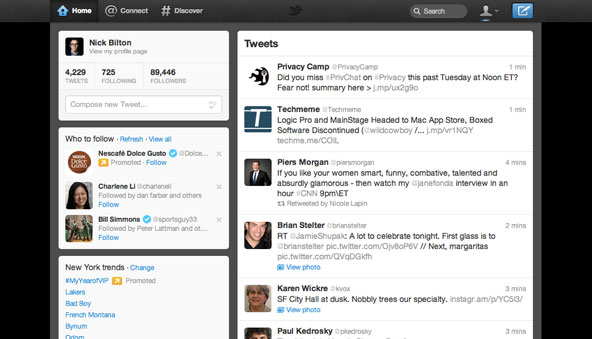 Home
Connect
Discover
Search
Nick Bilton
View my profile page
4,229 725 89,446
TWEETS FOLLOWING FOLLOWERS
Compose new Tweet...
Who to follow · Refresh · View all
Nescafé Dolce Gusto @Dolce...
Promoted · Follow
Charlene Li @charleneli
Followed by dan farber and others
Follow
Bill Simmons @sportsguy33
Followed by Peter Lattman and ot...
Follow
New York trends · Change
#MyYearofVIP Promoted
Lakers
Bad Boy
French Montana
Bynum
Odom
Tweets
Privacy Camp @PrivacyCamp 1 min
Did you miss #PrivChat on #Privacy this past Tuesday at Noon ET?
Fear not! summary here > j.mp/ux2g9o
Techmeme @Techmeme 1 min
Logic Pro and MainStage Headed to Mac App Store, Boxed
Software Discontinued (@wildcowboy /... j.mp/vr1NQY
techme.me/COIL
Piers Morgan @piersmorgan 4 mins
If you like your women smart, funny, combative, talented and
absurdly glamorous - then watch my @janefonda interview in an
hour #CNN 9pm\ET
Retweeted by Nicole Lapin
Brian Stelter @brianstelter 2 mins
RT @JamieShupak: A lot to celebrate tonight. First glass is to
@brianstelter pic.twitter.com/Ojv8oP6V // Next, margaritas
pic.twitter.com/QVQDGkfh
View photo
Karen Wickre @kvox 3 mins
SF City Hall at dusk. Nobly trees our specialty. instagr.am/p/YC5l3/
View photo
Paul Kedrosky @pkedrosky 3 mins